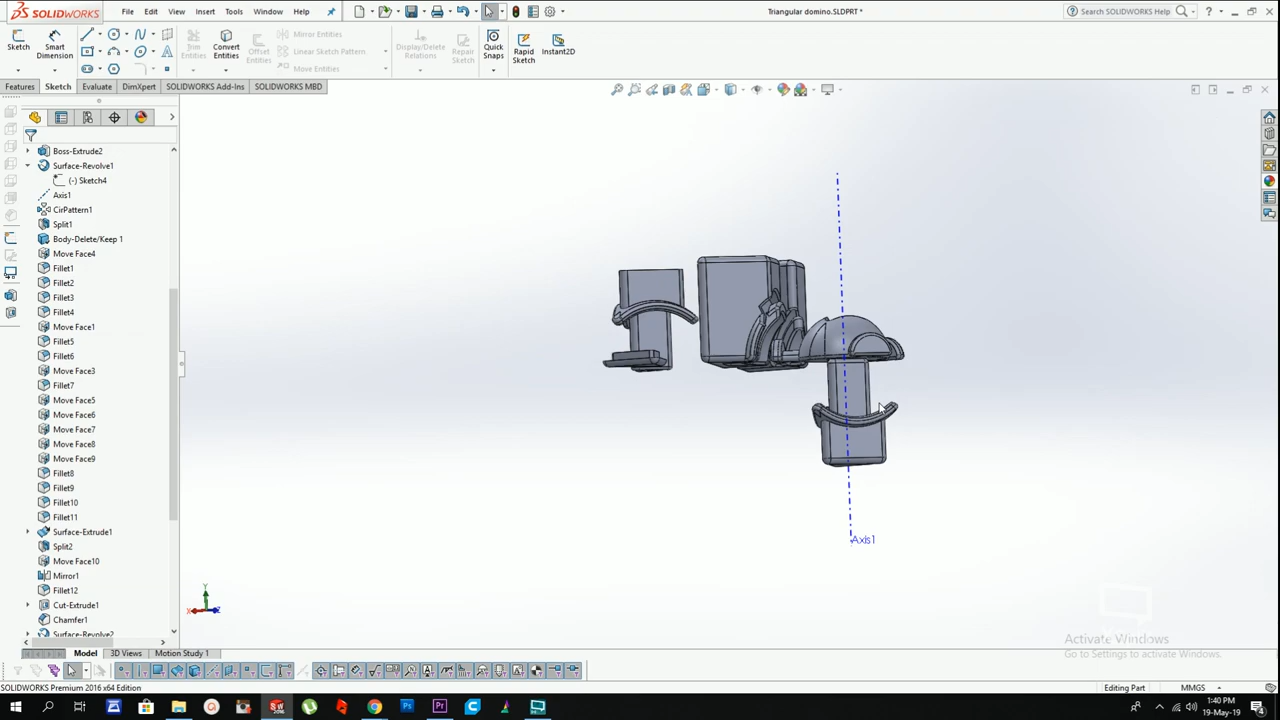 SOLIDWORKS File Edit View Insert Tools Window Help Triangular domino.SLDPRT * Search SOLIDWORKS Help
Sketch Smart Dimension Trim Entities Convert Entities Offset Entities Mirror Entities Linear Sketch Pattern Move Entities Display/Delete Relations Repair Sketch Quick Snaps Rapid Sketch Instant2D
Features Sketch Evaluate DimXpert SOLIDWORKS Add-Ins SOLIDWORKS MBD
Boss-Extrude2
Surface-Revolve1
(-) Sketch4
Axis1
CirPattern1
Split1
Body-Delete/Keep 1
Move Face4
Fillet1
Fillet2
Fillet3
Fillet4
Move Face1
Fillet5
Fillet6
Move Face3
Fillet7
Move Face5
Move Face6
Move Face7
Move Face8
Move Face9
Fillet8
Fillet9
Fillet10
Fillet11
Surface-Extrude1
Split2
Move Face10
Mirror1
Fillet12
Cut-Extrude1
Chamfer1
Surface-Revolve2
Axis1
Y
X Z
Activate Windows
Go to Settings to activate Windows.
Model 3D Views Motion Study 1
SOLIDWORKS Premium 2016 x64 Edition Editing Part MMGS
1:40 PM
19-May-19